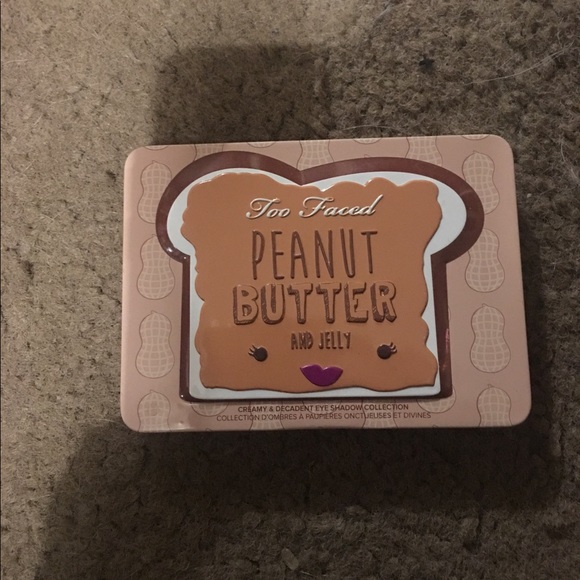 Too Faced
PEANUT
BUTTER
AND JELLY
CREAMY & DECADENT EYE SHADOW COLLECTION
COLLECTION D'OMBRES À PAUPIÈRES ONCTUEUSES ET DIVINES